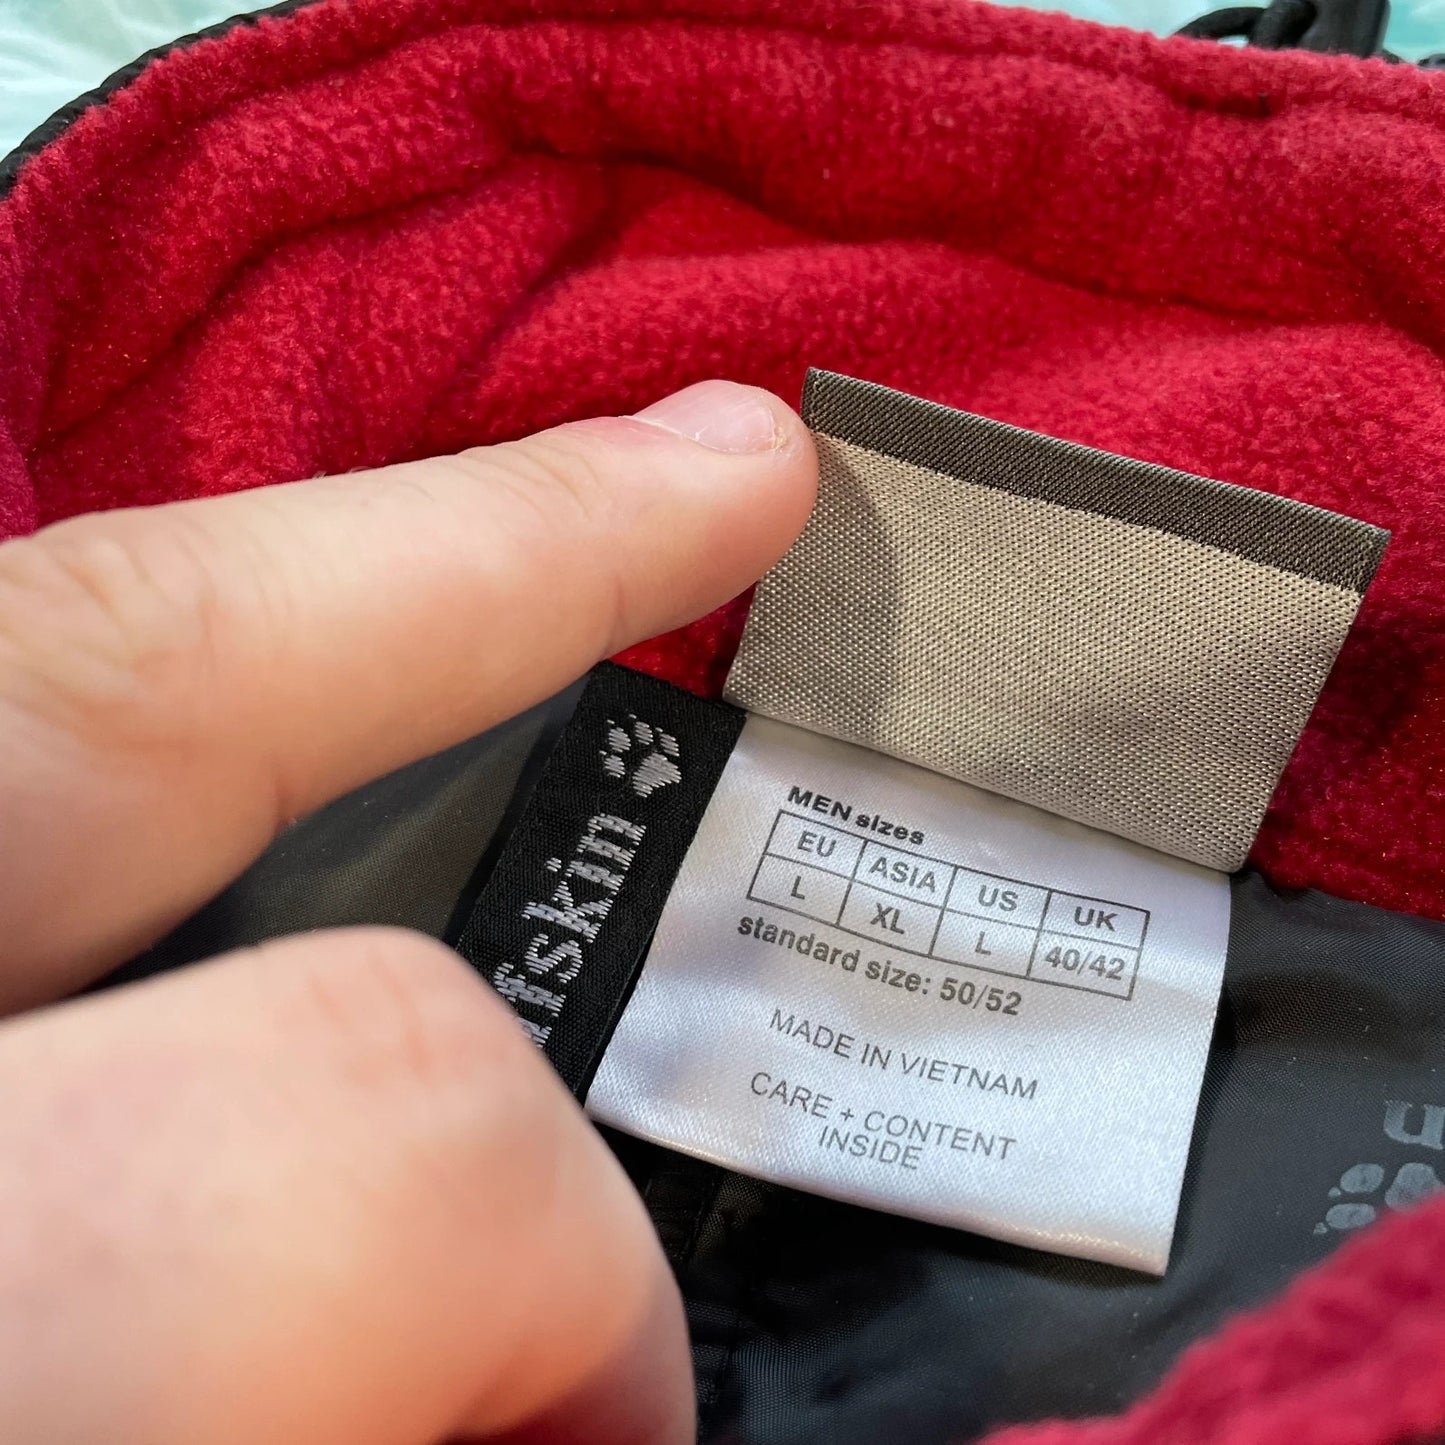 MEN sizes
EU ASIA US UK
L XL L 40/42
standard size: 50/52
MADE IN VIETNAM
CARE + CONTENT
INSIDE
fskin